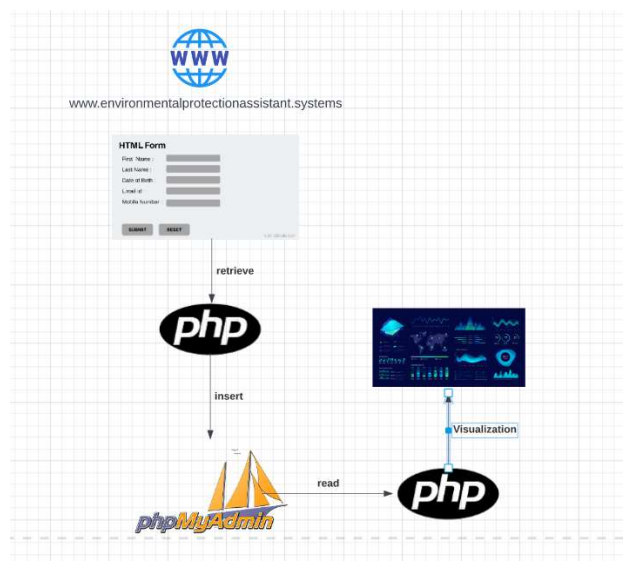 WWW
www.environmentalprotectionassistant.systems
HTML Form
First Name :
Last Name :
Date of Birth
Email id
Mobile Number :
SUBMIT RESET
retrieve
php
insert
Visualization
read
php
phpMyAdmin